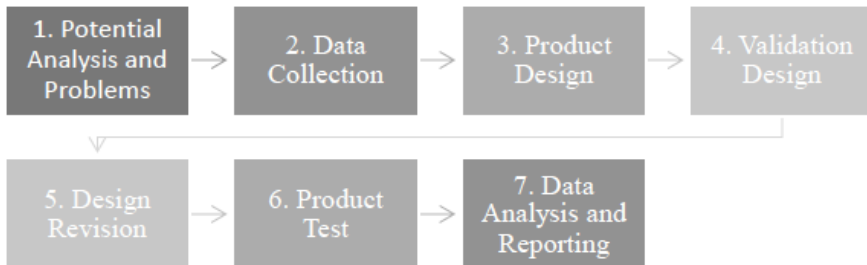 1. Potential
Analysis and
Problems
2. Data
Collection
3. Product
Design
4. Validation
Design
5. Design
Revision
6. Product
Test
7. Data
Analysis and
Reporting